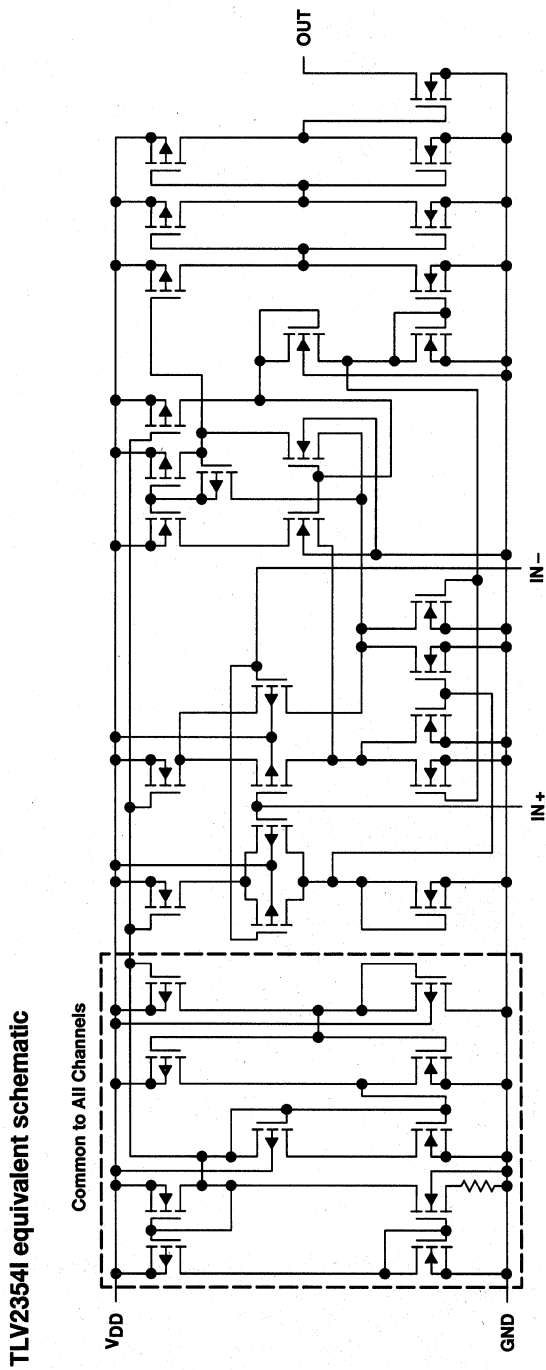 TLV2354I equivalent schematic
Common to All Channels
VDD
GND
IN+
IN−
OUT